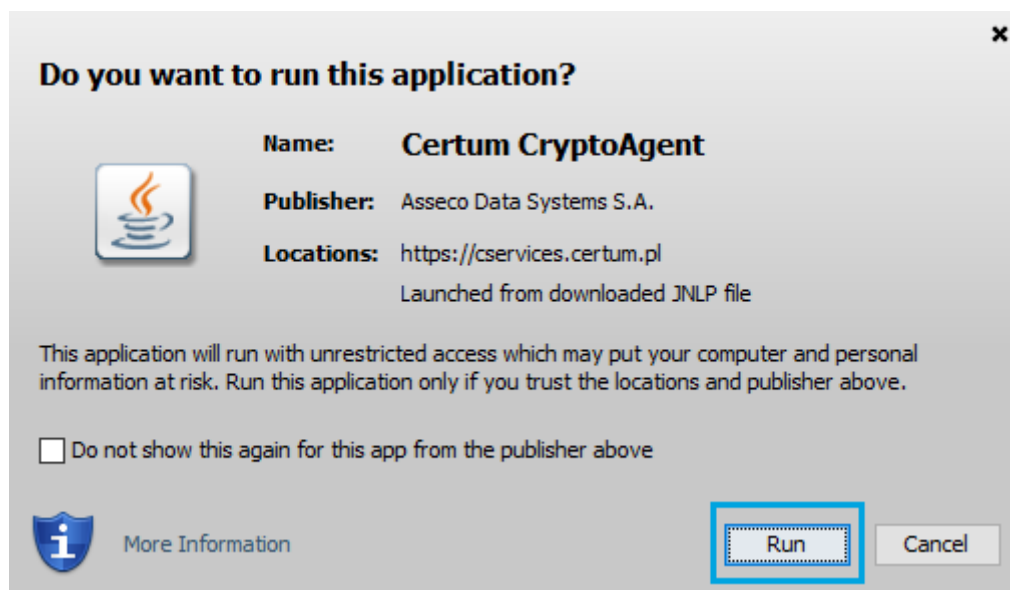 Do you want to run this application?
Name: Certum CryptoAgent
Publisher: Asseco Data Systems S.A.
Locations: https://cservices.certum.pl
Launched from downloaded JNLP file
This application will run with unrestricted access which may put your computer and personal
information at risk. Run this application only if you trust the locations and publisher above.
Do not show this again for this app from the publisher above
More Information Run Cancel